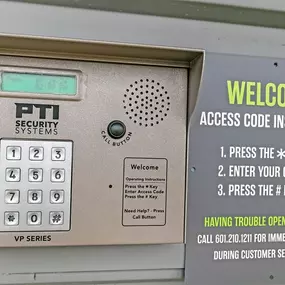 PTI
SECURITY
SYSTEMS
CALL BUTTON
1 2 3
4 5 6
7 8 9
* 0 #
VP SERIES
Welcome
Operating Instructions
Press the * Key
Enter Access Code
Press the # Key
Need Help? - Press
Call Button
WELCO
ACCESS CODE IN
1. PRESS THE *
2. ENTER YOUR
3. PRESS THE #
HAVING TROUBLE OPEN
CALL 601.210.1211 FOR IMME
DURING CUSTOMER SE